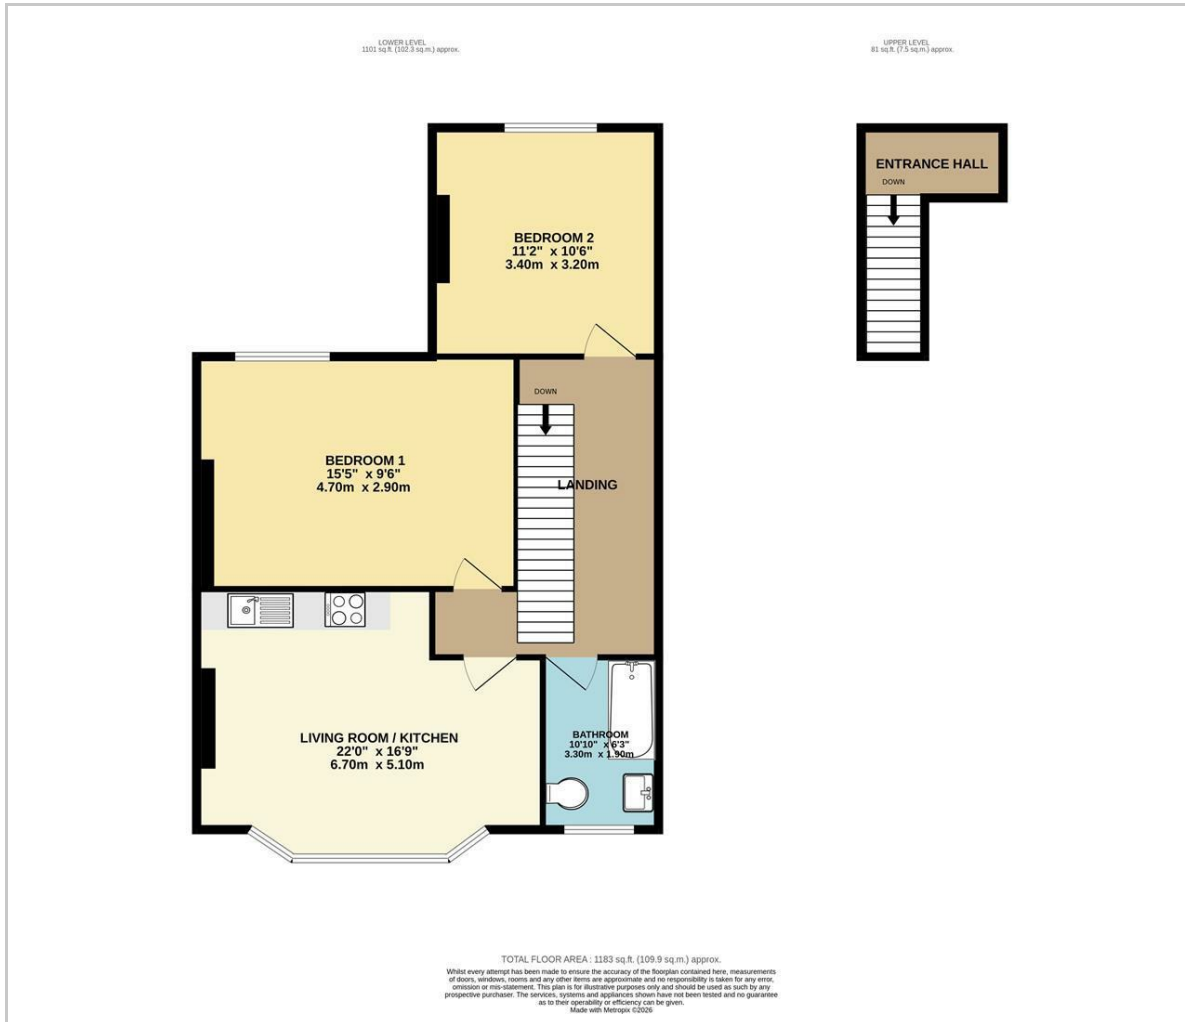 LOWER LEVEL
1101 sq.ft. (102.3 sq.m.) approx.
UPPER LEVEL
81 sq.ft. (7.5 sq.m.) approx.
ENTRANCE HALL
DOWN
BEDROOM 2
11'2" x 10'6"
3.40m x 3.20m
DOWN
BEDROOM 1
15'5" x 9'6"
4.70m x 2.90m
LANDING
LIVING ROOM / KITCHEN
22'0" x 16'9"
6.70m x 5.10m
BATHROOM
10'10" x 6'3"
3.30m x 1.90m
TOTAL FLOOR AREA : 1183 sq.ft. (109.9 sq.m.) approx.
Whilst every attempt has been made to ensure the accuracy of the floorplan contained here, measurements
of doors, windows, rooms and any other items are approximate and no responsibility is taken for any error,
omission or mis-statement. This plan is for illustrative purposes only and should be used as such by any
prospective purchaser. The services, systems and appliances shown have not been tested and no guarantee
as to their operability or efficiency can be given.
Made with Metropix ©2026